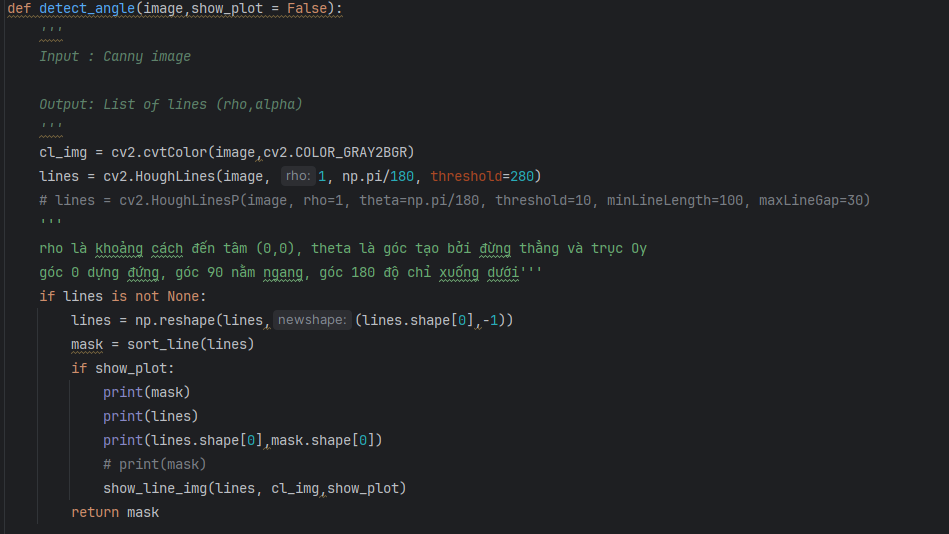 def detect_angle(image,show_plot = False):
'''
Input : Canny image
Output: List of lines (rho,alpha)
'''
cl_img = cv2.cvtColor(image,cv2.COLOR_GRAY2BGR)
lines = cv2.HoughLines(image, rho: 1, np.pi/180, threshold=280)
# lines = cv2.HoughLinesP(image, rho=1, theta=np.pi/180, threshold=10, minLineLength=100, maxLineGap=30)
'''
rho là khoảng cách đến tâm (0,0), theta là góc tạo bởi đừng thẳng và trục Oy
góc 0 dựng đứng, góc 90 nằm ngang, góc 180 độ chỉ xuống dưới'''
if lines is not None:
lines = np.reshape(lines, newshape: (lines.shape[0],-1))
mask = sort_line(lines)
if show_plot:
print(mask)
print(lines)
print(lines.shape[0],mask.shape[0])
# print(mask)
show_line_img(lines, cl_img,show_plot)
return mask